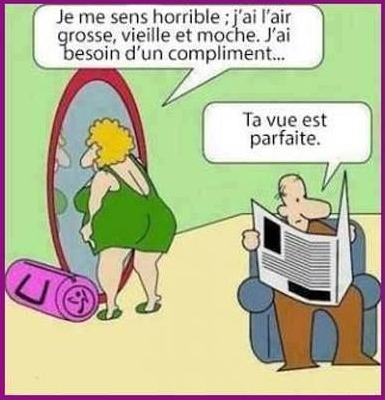 Je me sens horrible ; j'ai l'air
grosse, vieille et moche. J'ai
besoin d'un compliment...
Ta vue est
parfaite.